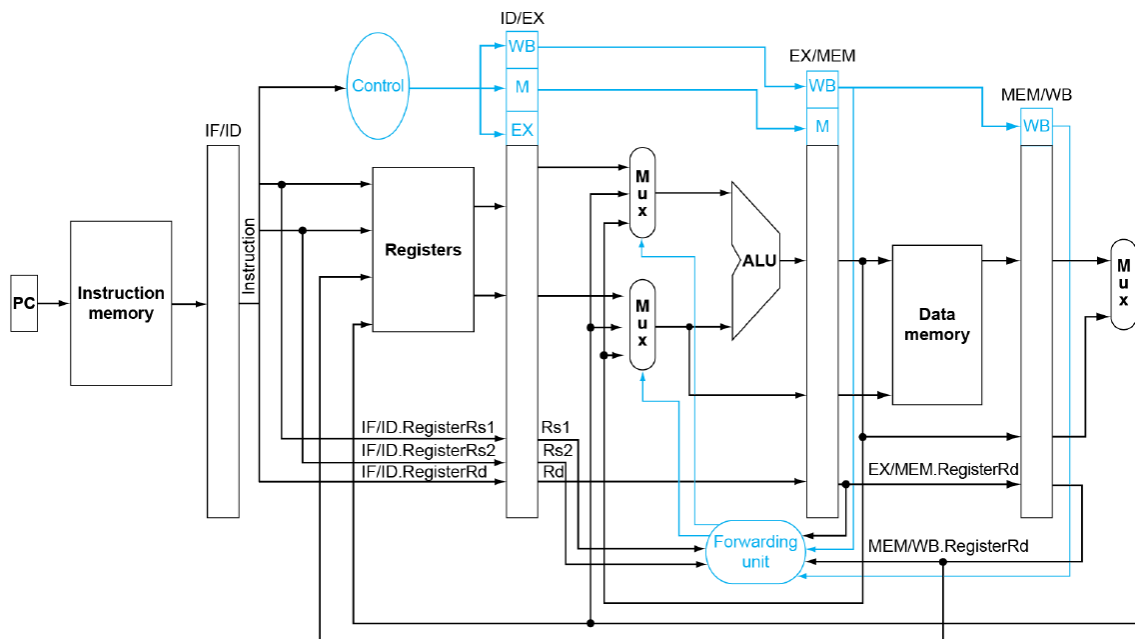 ID/EX
WB
EX/MEM
Control
M
WB
MEM/WB
IF/ID
EX
M
WB
M
u
x
Registers
Instruction
ALU
PC
Instruction
memory
M
u
x
Data
memory
M
u
x
IF/ID.RegisterRs1
Rs1
IF/ID.RegisterRs2
Rs2
IF/ID.RegisterRd
Rd
EX/MEM.RegisterRd
Forwarding
unit
MEM/WB.RegisterRd